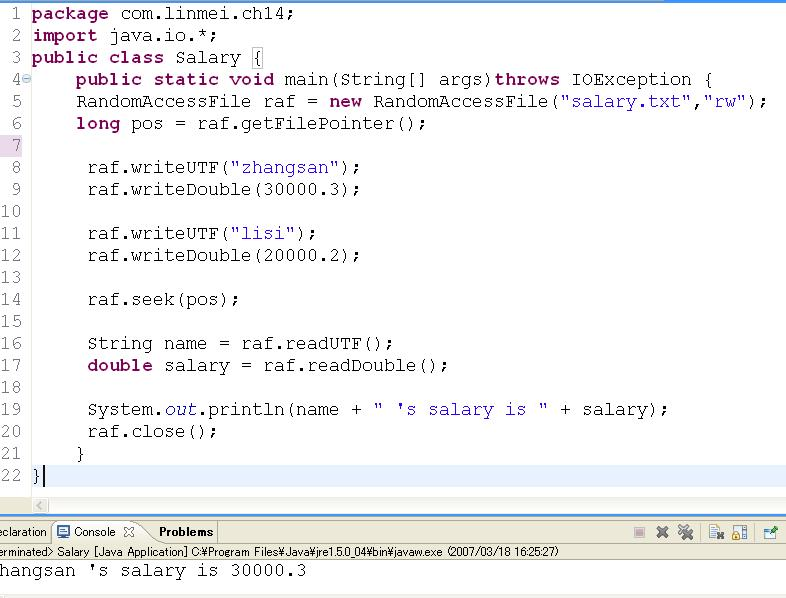 1 package com.linmei.ch14;
2 import java.io.*;
3 public class Salary {
4 public static void main(String[] args)throws IOException {
5 RandomAccessFile raf = new RandomAccessFile("salary.txt","rw");
6 long pos = raf.getFilePointer();
7
8 raf.writeUTF("zhangsan");
9 raf.writeDouble(30000.3);
10
11 raf.writeUTF("lisi");
12 raf.writeDouble(20000.2);
13
14 raf.seek(pos);
15
16 String name = raf.readUTF();
17 double salary = raf.readDouble();
18
19 System.out.println(name + " 's salary is " + salary);
20 raf.close();
21 }
22 }
eclaration Console Problems
erminated> Salary [Java Application] C:¥Program Files¥Java¥jre1.5.0_04¥bin¥javaw.exe (2007/03/18 16:25:27)
hangsan 's salary is 30000.3